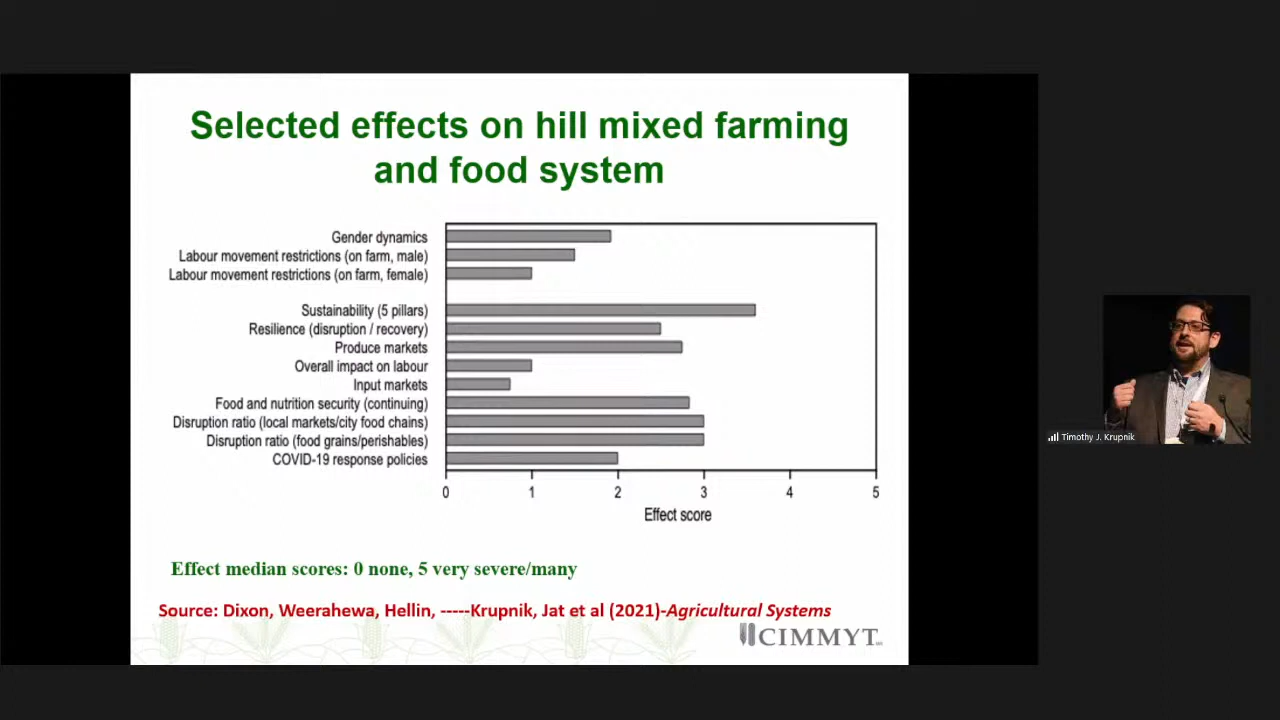 Selected effects on hill mixed farming
and food system
Gender dynamics
Labour movement restrictions (on farm, male)
Labour movement restrictions (on farm, female)
Sustainability (5 pillars)
Resilience (disruption / recovery)
Produce markets
Overall impact on labour
Input markets
Food and nutrition security (continuing)
Disruption ratio (local markets/city food chains)
Disruption ratio (food grains/perishables)
COVID-19 response policies
0 1 2 3 4 5
Effect score
Effect median scores: 0 none, 5 very severe/many
Source: Dixon, Weerahewa, Hellin, -----Krupnik, Jat et al (2021)-Agricultural Systems
CIMMYT
Timothy J. Krupnik